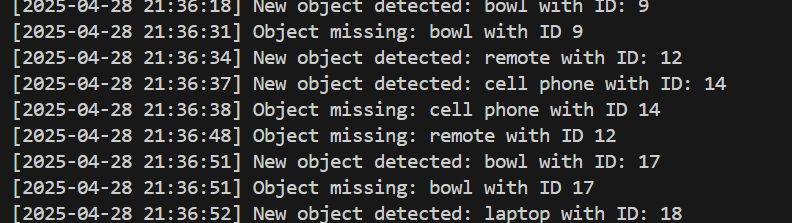 [2025-04-28 21:36:18] New object detected: bowl with ID: 9
[2025-04-28 21:36:31] Object missing: bowl with ID 9
[2025-04-28 21:36:34] New object detected: remote with ID: 12
[2025-04-28 21:36:37] New object detected: cell phone with ID: 14
[2025-04-28 21:36:38] Object missing: cell phone with ID 14
[2025-04-28 21:36:48] Object missing: remote with ID 12
[2025-04-28 21:36:51] New object detected: bowl with ID: 17
[2025-04-28 21:36:51] Object missing: bowl with ID 17
[2025-04-28 21:36:52] New object detected: laptop with ID: 18